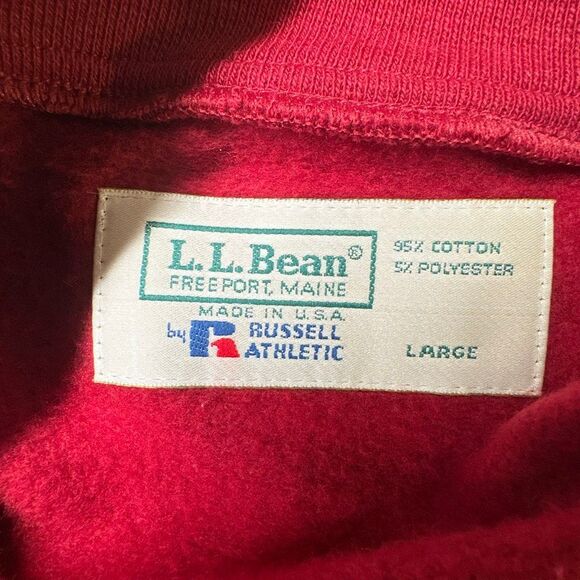 L.L.Bean®
FREEPORT, MAINE
MADE IN U.S.A.
by RUSSELL
ATHLETIC
95% COTTON
5% POLYESTER
LARGE